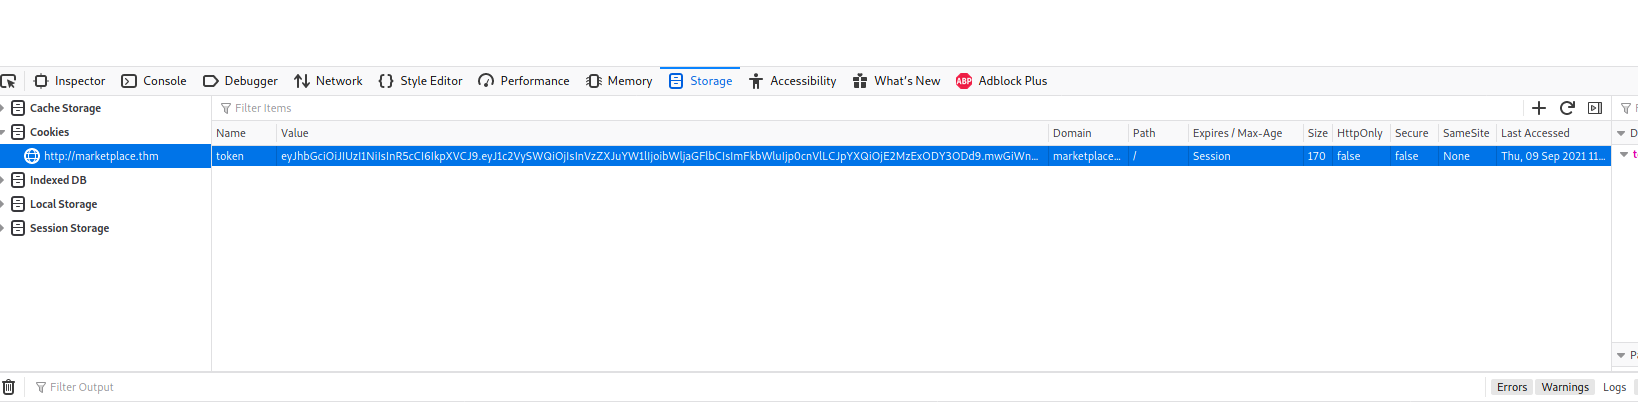 Inspector Console Debugger Network Style Editor Performance Memory Storage Accessibility What's New ABP Adblock Plus
Cache Storage
Filter Items
Cookies
Name Value Domain Path Expires / Max-Age Size HttpOnly Secure SameSite Last Accessed
http://marketplace.thm
token eyJhbGciOiJIUzI1NiIsInR5cCI6IkpXVCJ9.eyJ1c2VySWQiOjIsInVzZXJuYW1lIjoibWljaGFlbCIsImFkbWluIjp0cnVlLCJpYXQiOjE2MzExODY3ODd9.mwGiWn... marketplace... / Session 170 false false None Thu, 09 Sep 2021 11...
Indexed DB
Local Storage
Session Storage
Filter Output
Errors Warnings Logs